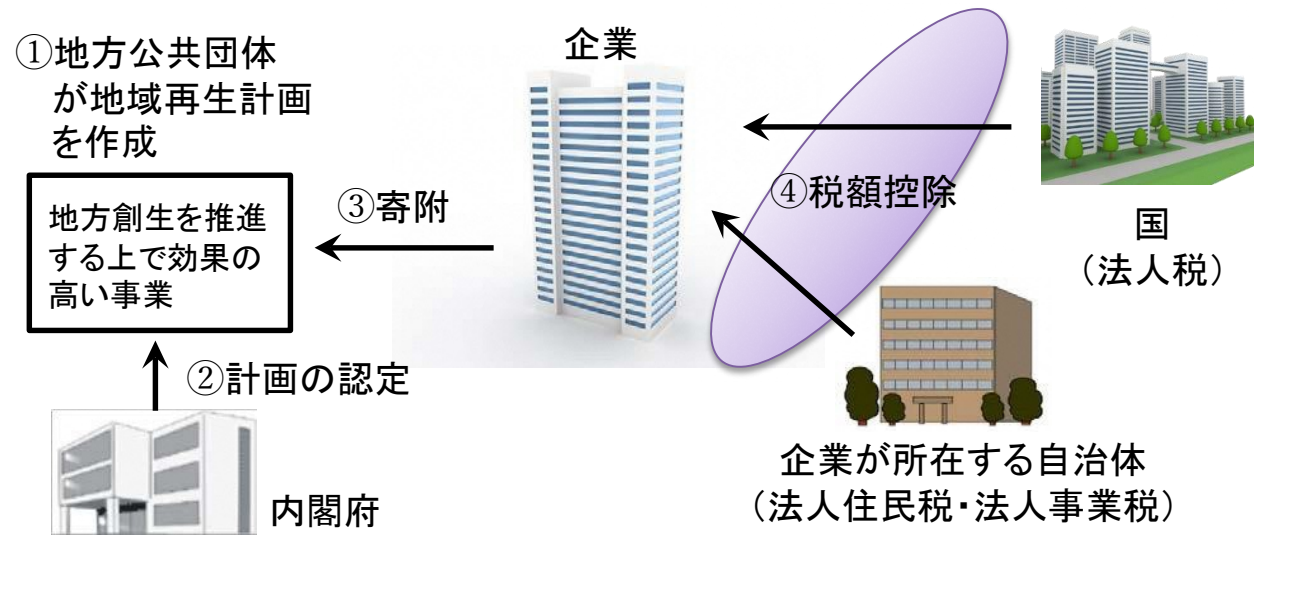 ①地方公共団体
が地域再生計画
を作成
地方創生を推進
する上で効果の
高い事業
②計画の認定
内閣府
③寄附
企業
④税額控除
国
（法人税）
企業が所在する自治体
（法人住民税・法人事業税）